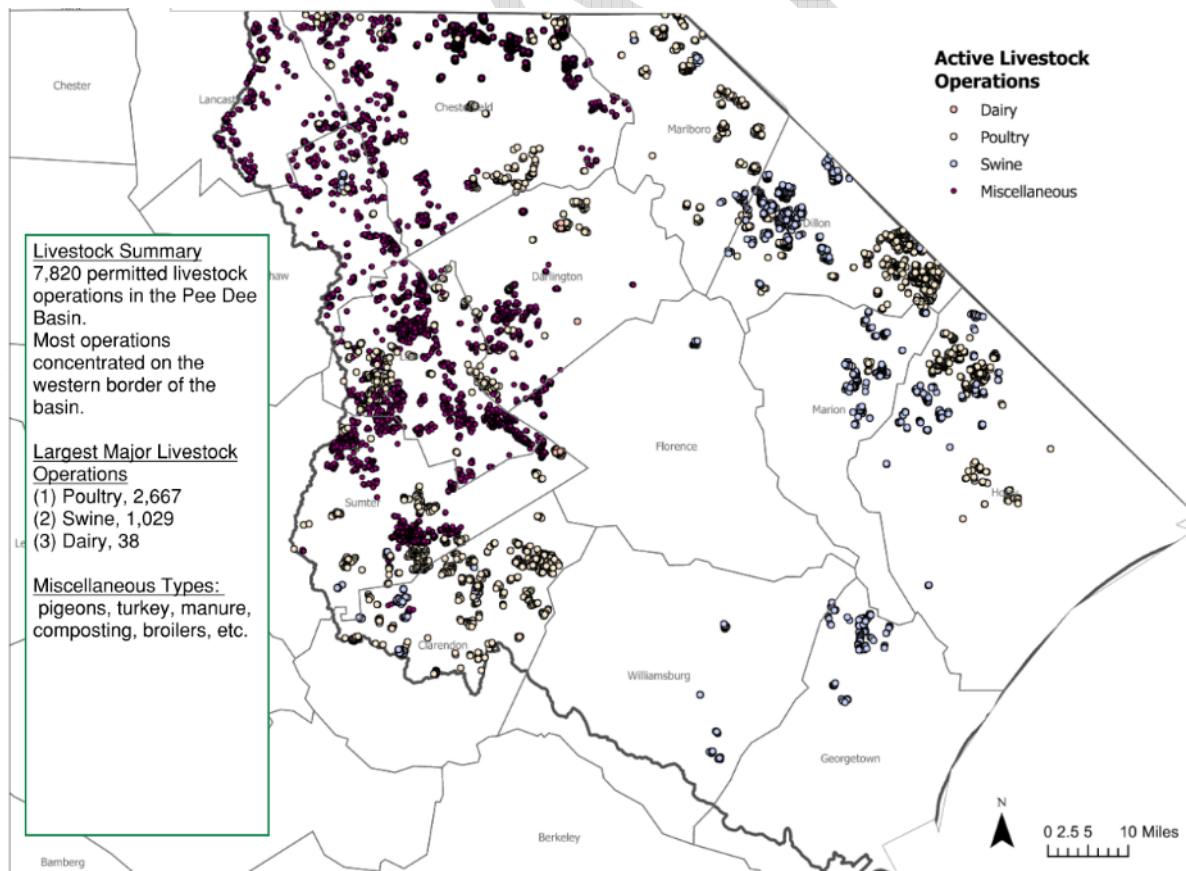 Chester
Lancaste
Chesterfield
Marlboro
Active Livestock
Operations
Dairy
Poultry
Swine
Miscellaneous
Dillon
Livestock Summary
7,820 permitted livestock
operations in the Pee Dee
Basin.
Most operations
concentrated on the
western border of the
basin.
Largest Major Livestock
Operations
(1) Poultry, 2,667
(2) Swine, 1,029
(3) Dairy, 38
Miscellaneous Types:
pigeons, turkey, manure,
composting, broilers, etc.
haw
Darlington
Marion
Florence
Sumter
Le
Clarendon
Williamsburg
Georgetown
Berkeley
Bamberg
N
0 2.5 5 10 Miles